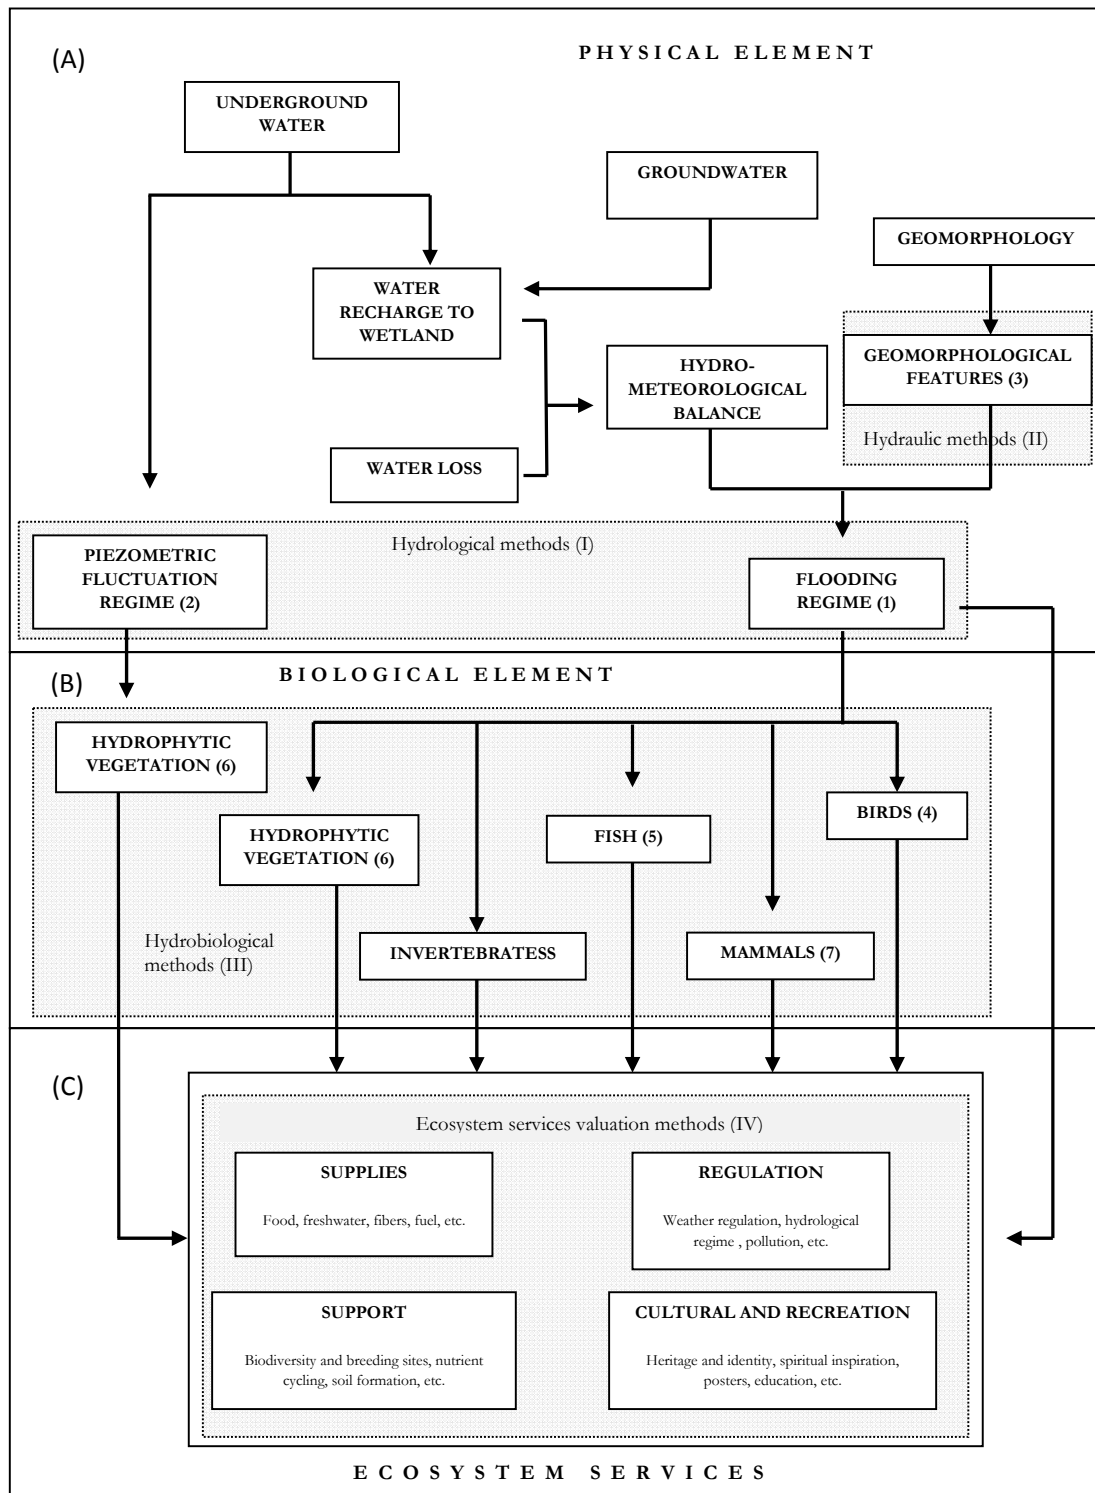 (A)
PHYSICAL ELEMENT
UNDERGROUND
WATER
GROUNDWATER
GEOMORPHOLOGY
WATER
RECHARGE TO
WETLAND
GEOMORPHOLOGICAL
FEATURES (3)
HYDRO-
METEOROLOGICAL
BALANCE
Hydraulic methods (II)
WATER LOSS
Hydrological methods (I)
PIEZOMETRIC
FLUCTUATION
REGIME (2)
FLOODING
REGIME (1)
(B)
BIOLOGICAL ELEMENT
HYDROPHYTIC
VEGETATION (6)
BIRDS (4)
HYDROPHYTIC
VEGETATION (6)
FISH (5)
Hydrobiological
methods (III)
INVERTEBRATESS
MAMMALS (7)
(C)
Ecosystem services valuation methods (IV)
SUPPLIES
Food, freshwater, fibers, fuel, etc.
REGULATION
Weather regulation, hydrological
regime , pollution, etc.
SUPPORT
Biodiversity and breeding sites, nutrient
cycling, soil formation, etc.
CULTURAL AND RECREATION
Heritage and identity, spiritual inspiration,
posters, education, etc.
ECOSYSTEM SERVICES